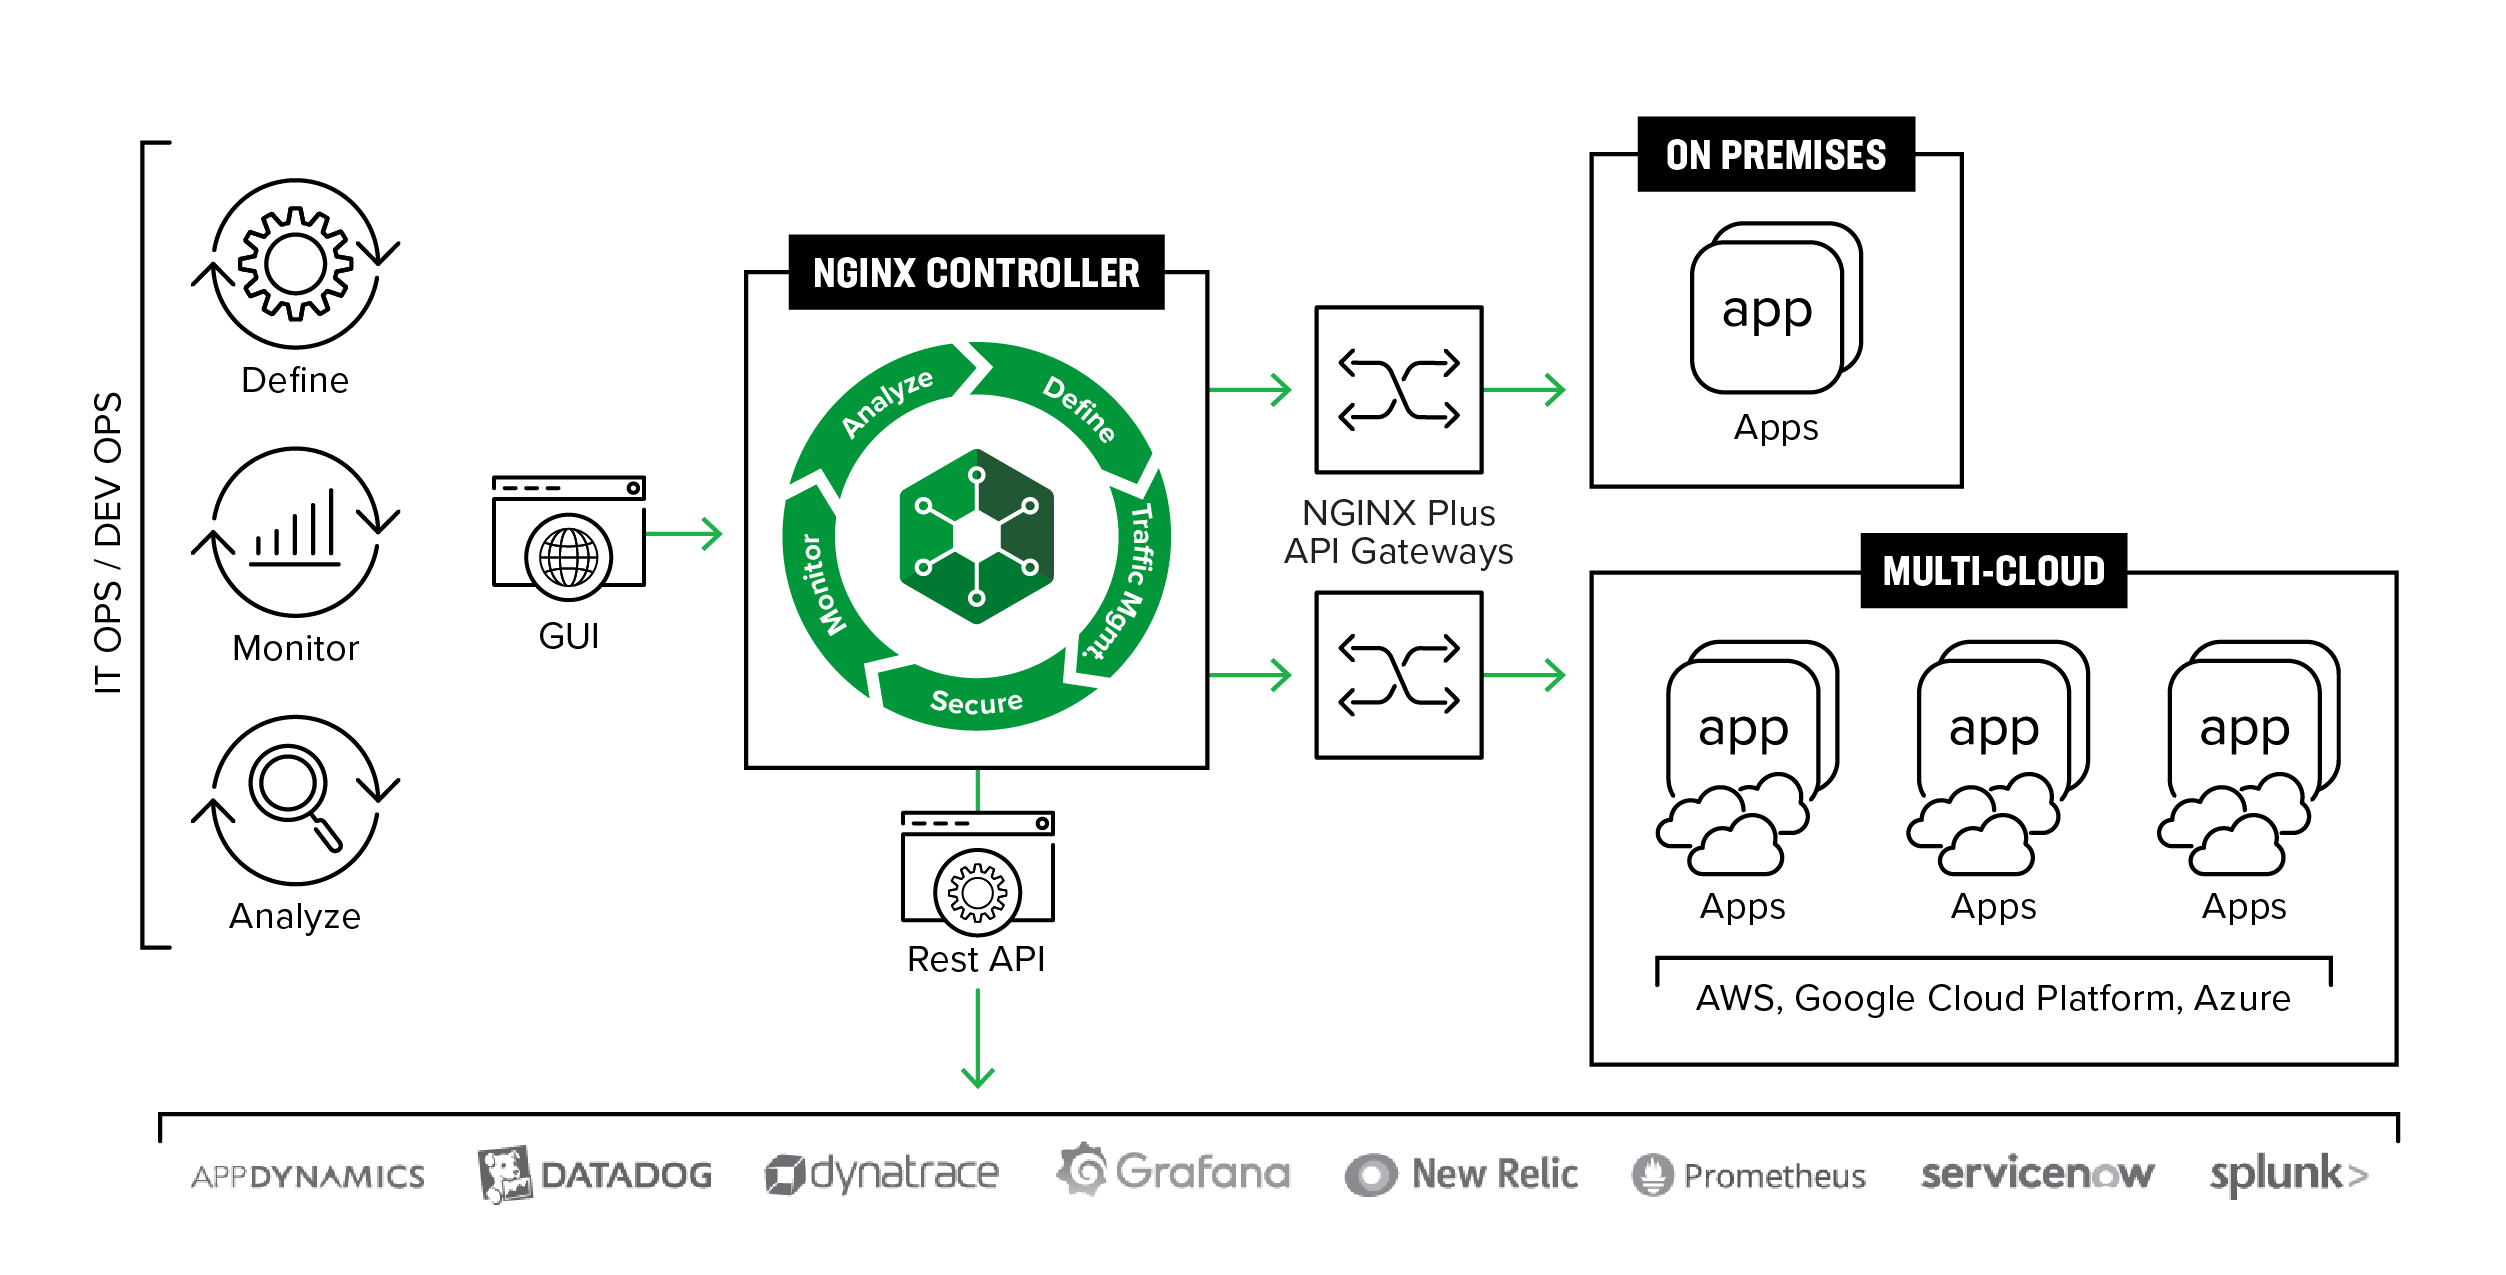 IT OPS / DEV OPS
Define
Monitor
Analyze
GUI
NGINX CONTROLLER
Analyze
Define
Traffic Mgmt.
Secure
Monitor
Rest API
NGINX Plus
API Gateways
ON PREMISES
app
Apps
MULTI-CLOUD
app
app
app
Apps
Apps
Apps
AWS, Google Cloud Platform, Azure
APPDYNAMICS
DATADOG
dynatrace
Grafana
New Relic
Prometheus
servicenow
splunk>